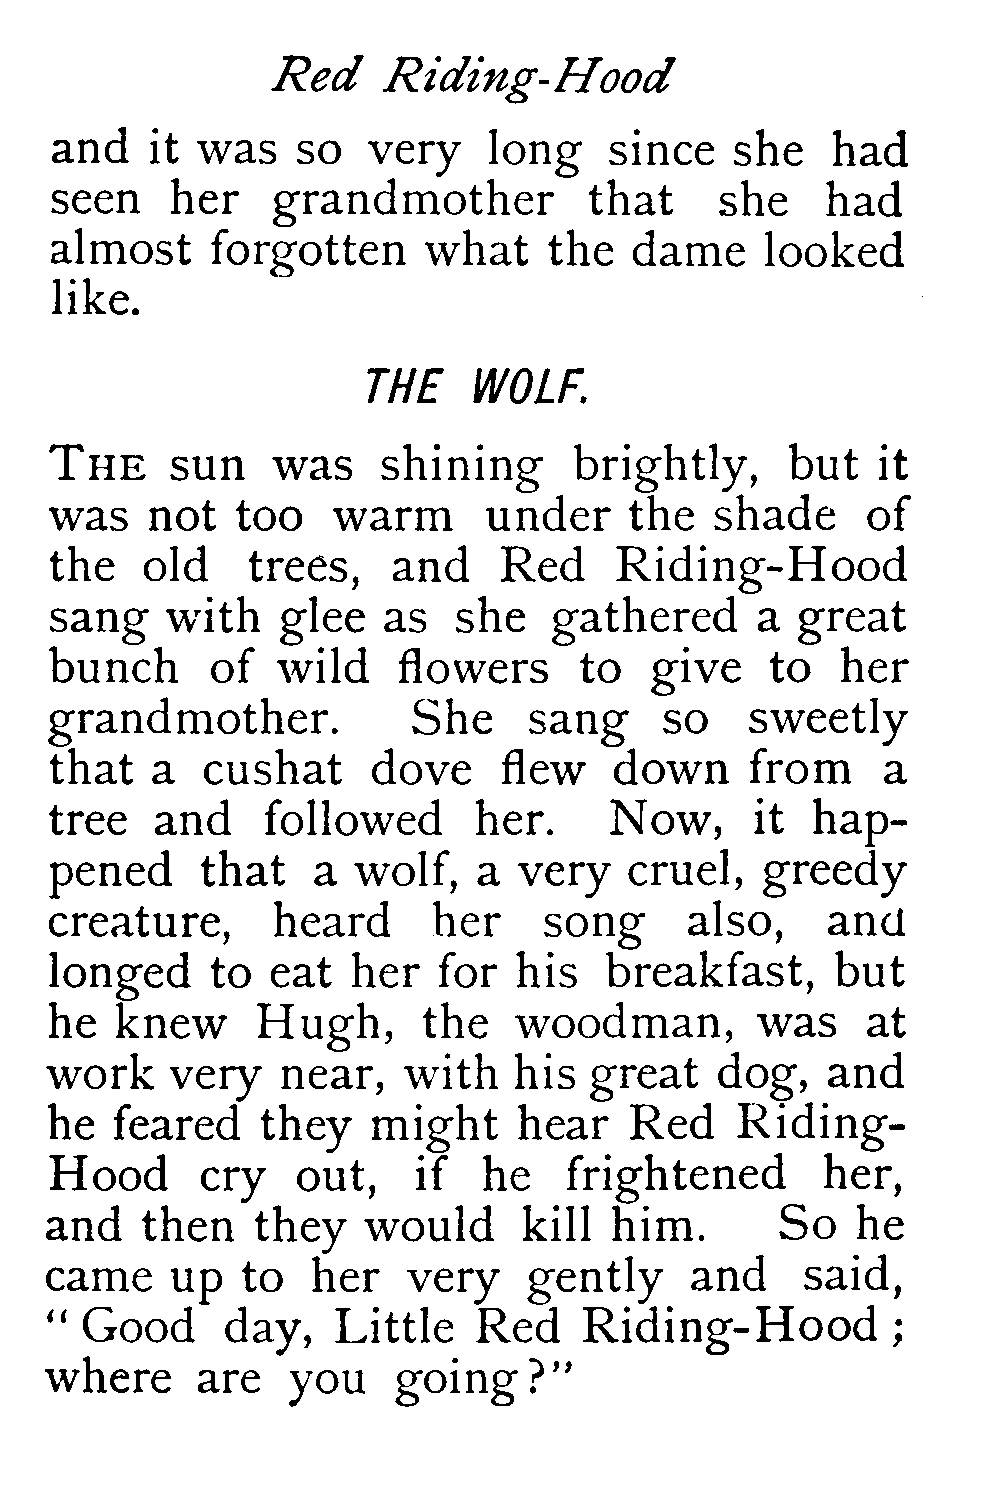 Red Riding-Hood
and it was so very long since she had
seen her grandmother that she had
almost forgotten what the dame looked
like.
THE WOLF.
THE sun was shining brightly, but it
was not too warm under the shade of
the old trees, and Red Riding-Hood
sang with glee as she gathered a great
bunch of wild flowers to give to her
grandmother. She sang so sweetly
that a cushat dove flew down from a
tree and followed her. Now, it hap-
pened that a wolf, a very cruel, greedy
creature, heard her song also, and
longed to eat her for his breakfast, but
he knew Hugh, the woodman, was at
work very near, with his great dog, and
he feared they might hear Red Riding-
Hood cry out, if he frightened her,
and then they would kill him. So he
came up to her very gently and said,
“ Good day, Little Red Riding-Hood ;
where are you going ?”